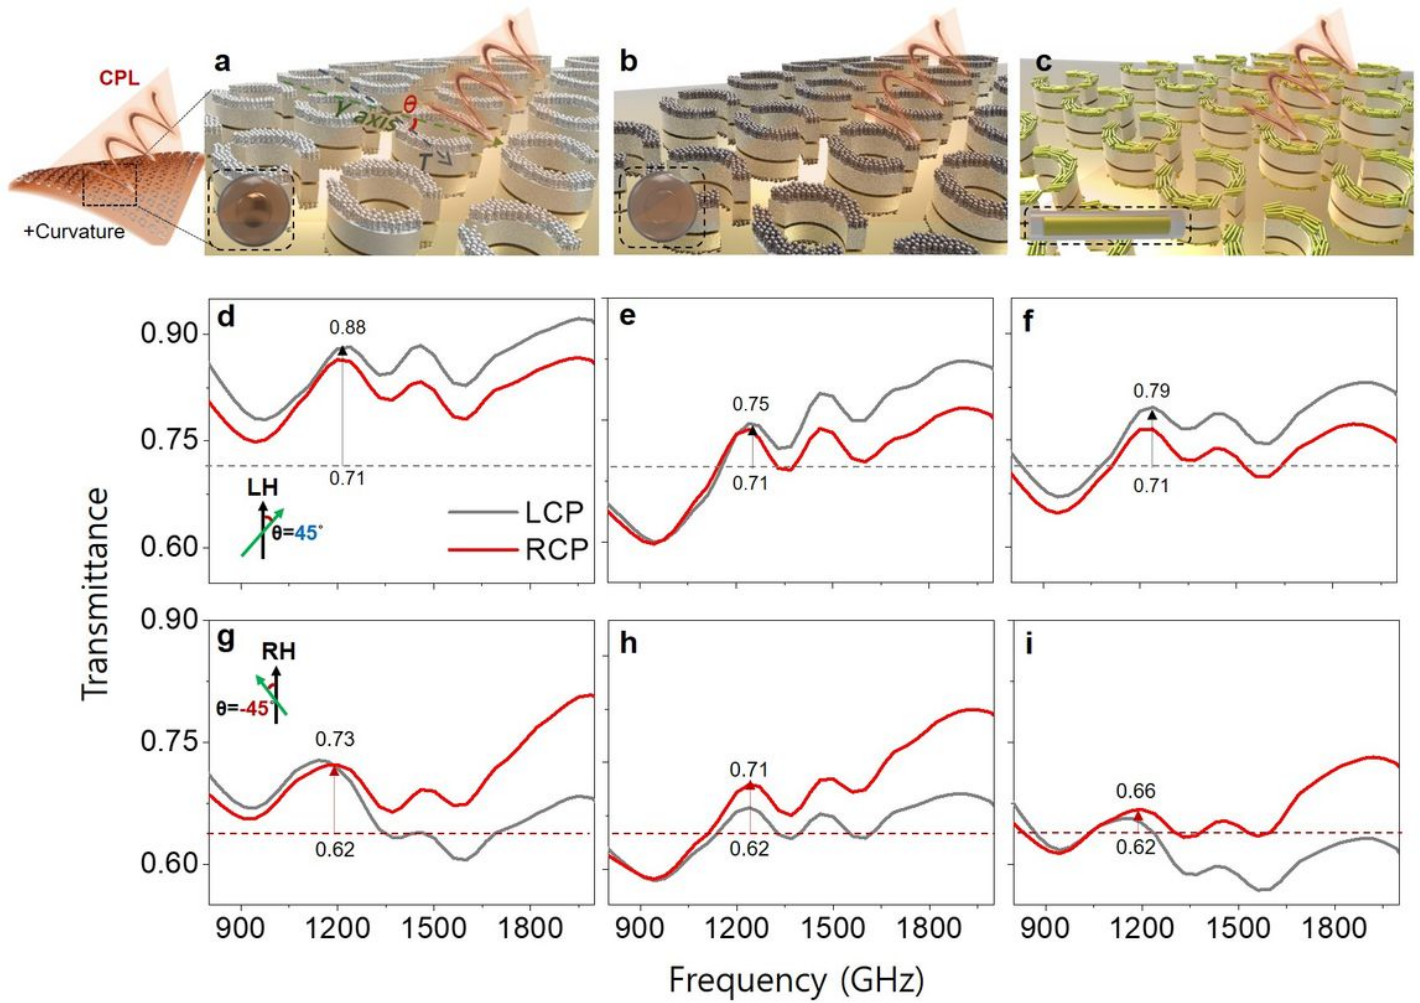 CPL
+Curvature
a
Y axis
θ
T
b
c
d
0.88
0.71
LH
θ=45°
LCP
RCP
e
0.75
0.71
f
0.79
0.71
0.90
0.75
0.60
g
RH
θ=-45°
0.73
0.62
h
0.71
0.62
i
0.66
0.62
0.90
0.75
0.60
Transmittance
900 1200 1500 1800
900 1200 1500 1800
900 1200 1500 1800
Frequency (GHz)